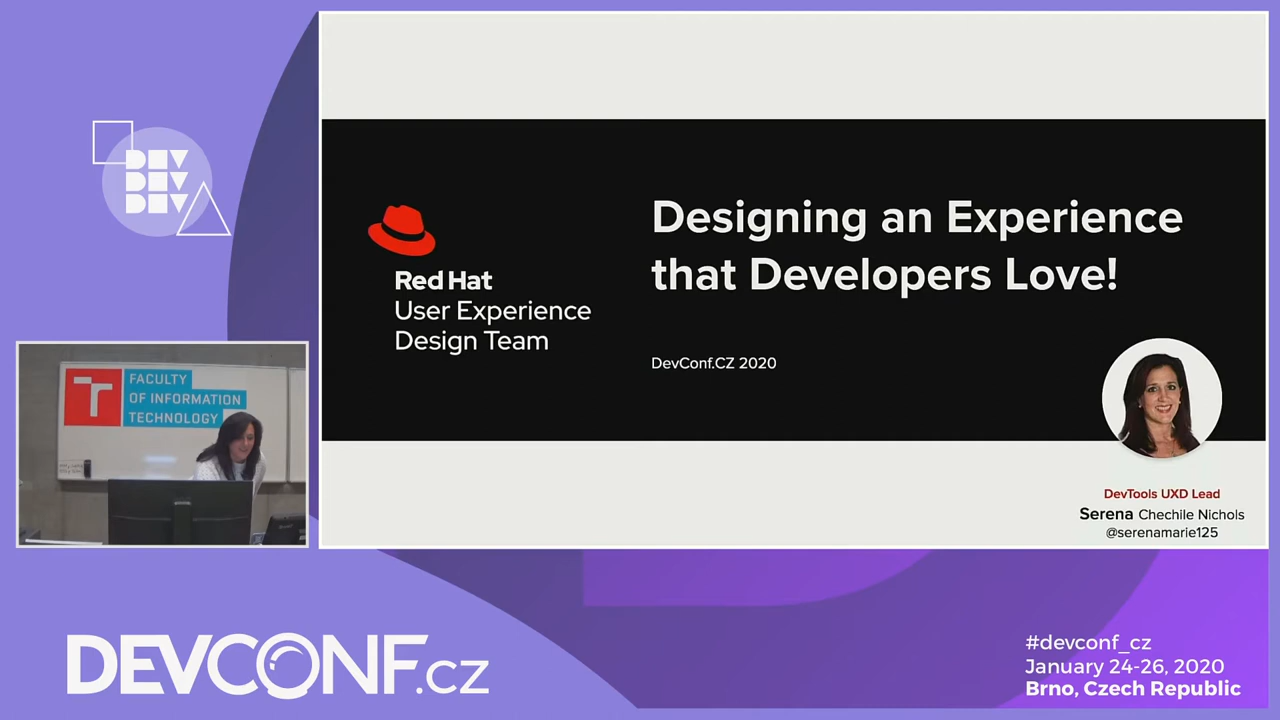 DEV
DEV
DEV
Red Hat
User Experience
Design Team
Designing an Experience
that Developers Love!
DevConf.CZ 2020
DevTools UXD Lead
Serena Chechile Nichols
@serenamarie125
T
FACULTY
OF INFORMATION
TECHNOLOGY
DEVCONF.CZ
#devconf_cz
January 24-26, 2020
Brno, Czech Republic